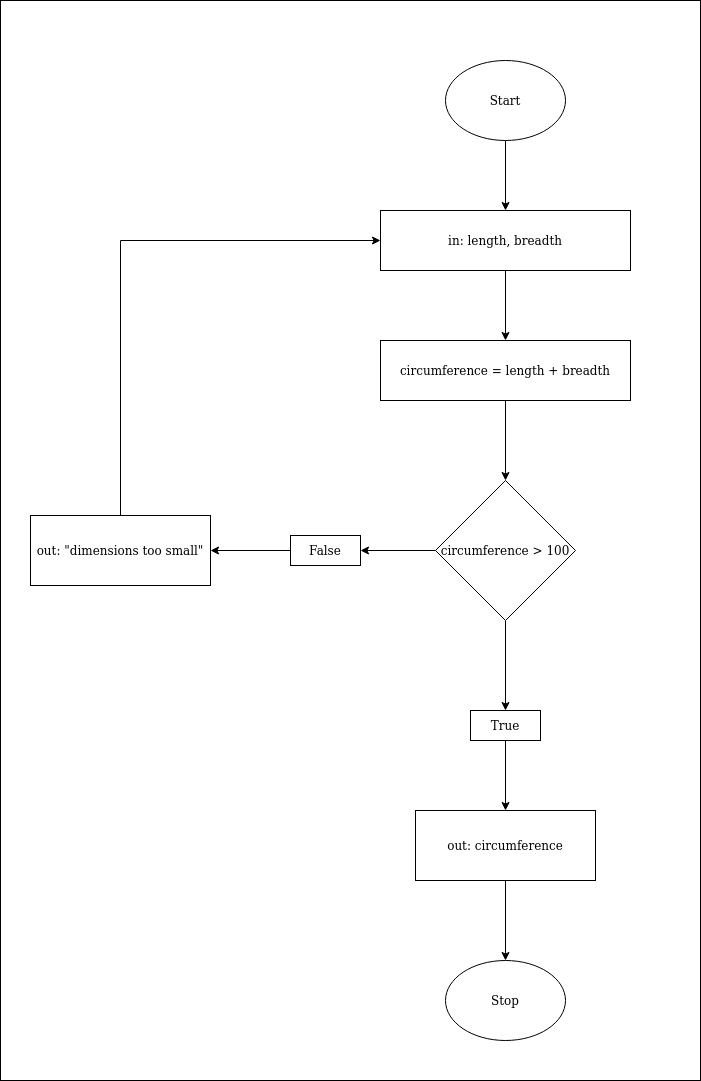 Start
in: length, breadth
circumference = length + breadth
circumference > 100
False
out: "dimensions too small"
True
out: circumference
Stop